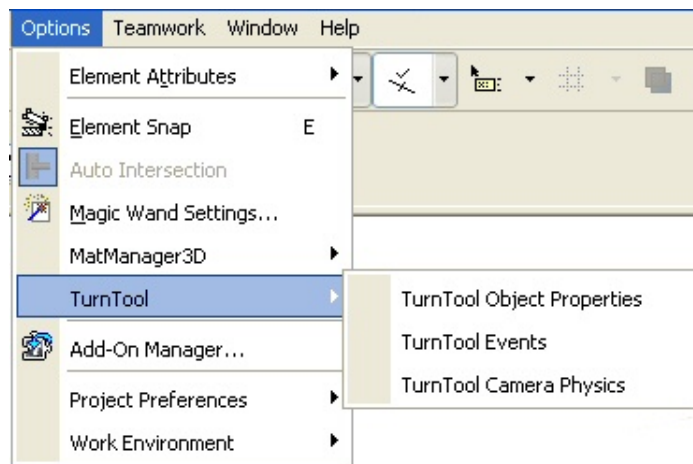 Options Teamwork Window Help
Element Attributes
Element Snap E
Auto Intersection
Magic Wand Settings...
MatManager3D
TurnTool
TurnTool Object Properties
TurnTool Events
TurnTool Camera Physics
Add-On Manager...
Project Preferences
Work Environment